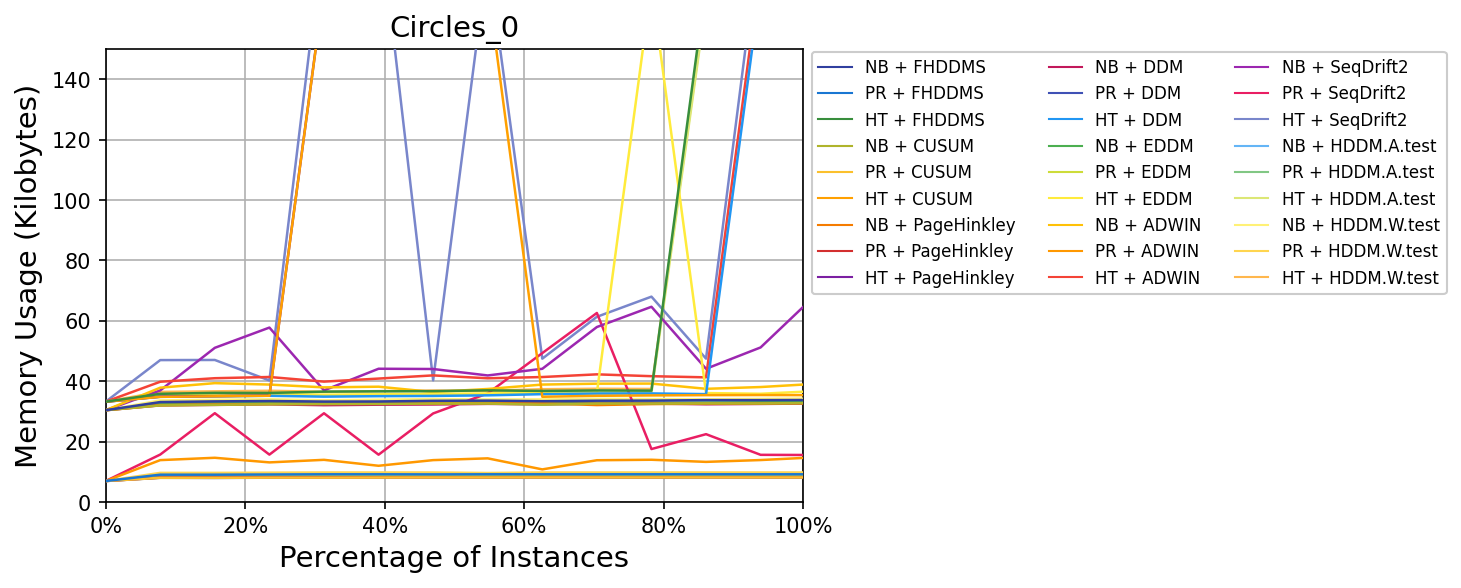 Circles_0
Memory Usage (Kilobytes)
140
120
100
80
60
40
20
0
0% 20% 40% 60% 80% 100%
Percentage of Instances
NB + FHDDMS
PR + FHDDMS
HT + FHDDMS
NB + CUSUM
PR + CUSUM
HT + CUSUM
NB + PageHinkley
PR + PageHinkley
HT + PageHinkley
NB + DDM
PR + DDM
HT + DDM
NB + EDDM
PR + EDDM
HT + EDDM
NB + ADWIN
PR + ADWIN
HT + ADWIN
NB + SeqDrift2
PR + SeqDrift2
HT + SeqDrift2
NB + HDDM.A.test
PR + HDDM.A.test
HT + HDDM.A.test
NB + HDDM.W.test
PR + HDDM.W.test
HT + HDDM.W.test